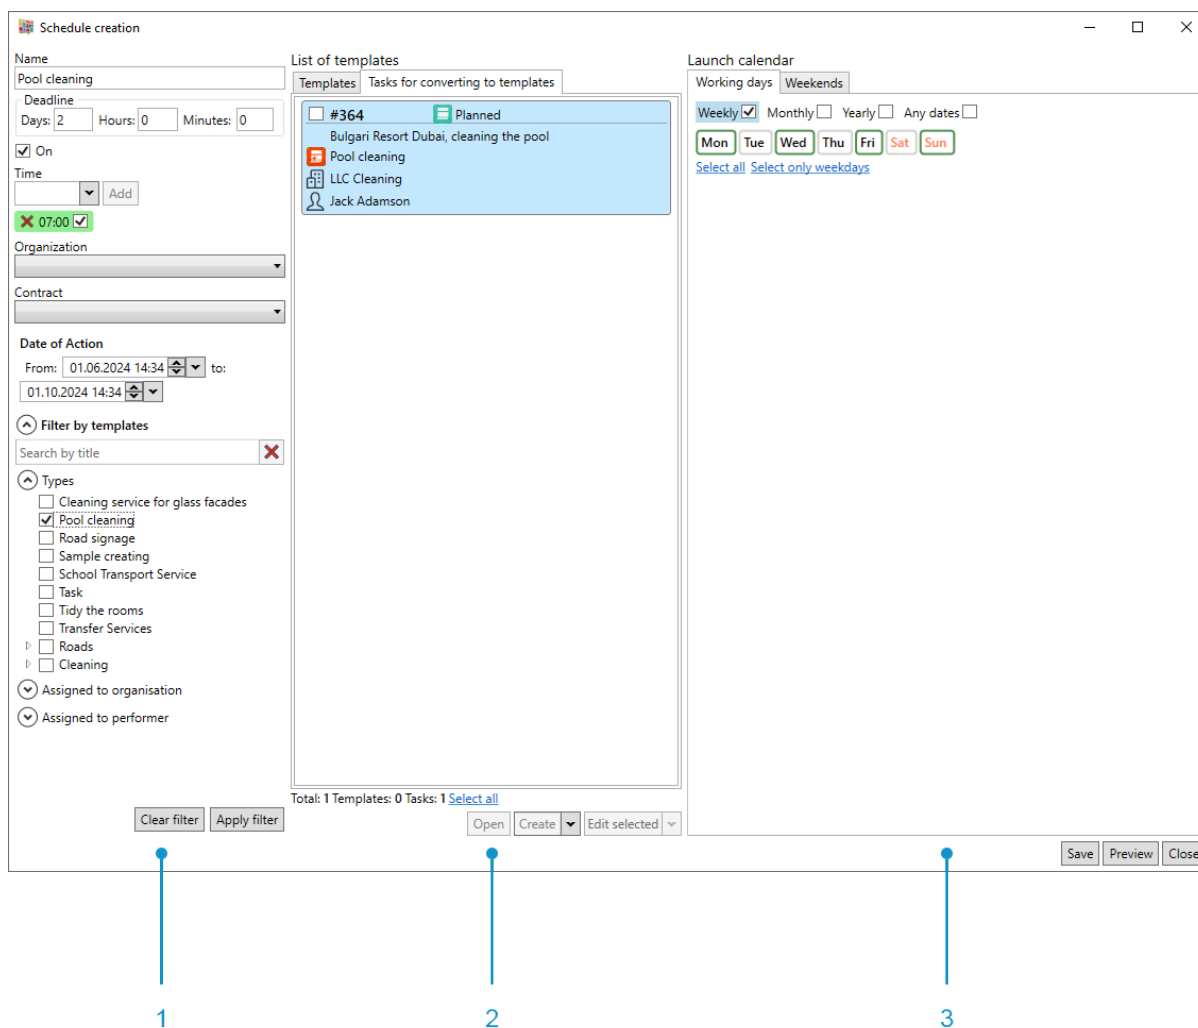 Schedule creation
Name
Pool cleaning
Deadline
Days: 2 Hours: 0 Minutes: 0
On
Time
Add
07:00
Organization
Contract
Date of Action
From: 01.06.2024 14:34 to:
01.10.2024 14:34
Filter by templates
Search by title
Types
Cleaning service for glass facades
Pool cleaning
Road signage
Sample creating
School Transport Service
Task
Tidy the rooms
Transfer Services
Roads
Cleaning
Assigned to organisation
Assigned to performer
Clear filter Apply filter
List of templates
Templates Tasks for converting to templates
#364 Planned
Bulgari Resort Dubai, cleaning the pool
Pool cleaning
LLC Cleaning
Jack Adamson
Total: 1 Templates: 0 Tasks: 1 Select all
Open Create Edit selected
Launch calendar
Working days Weekends
Weekly Monthly Yearly Any dates
Mon Tue Wed Thu Fri Sat Sun
Select all Select only weekdays
Save Preview Close
1 2 3